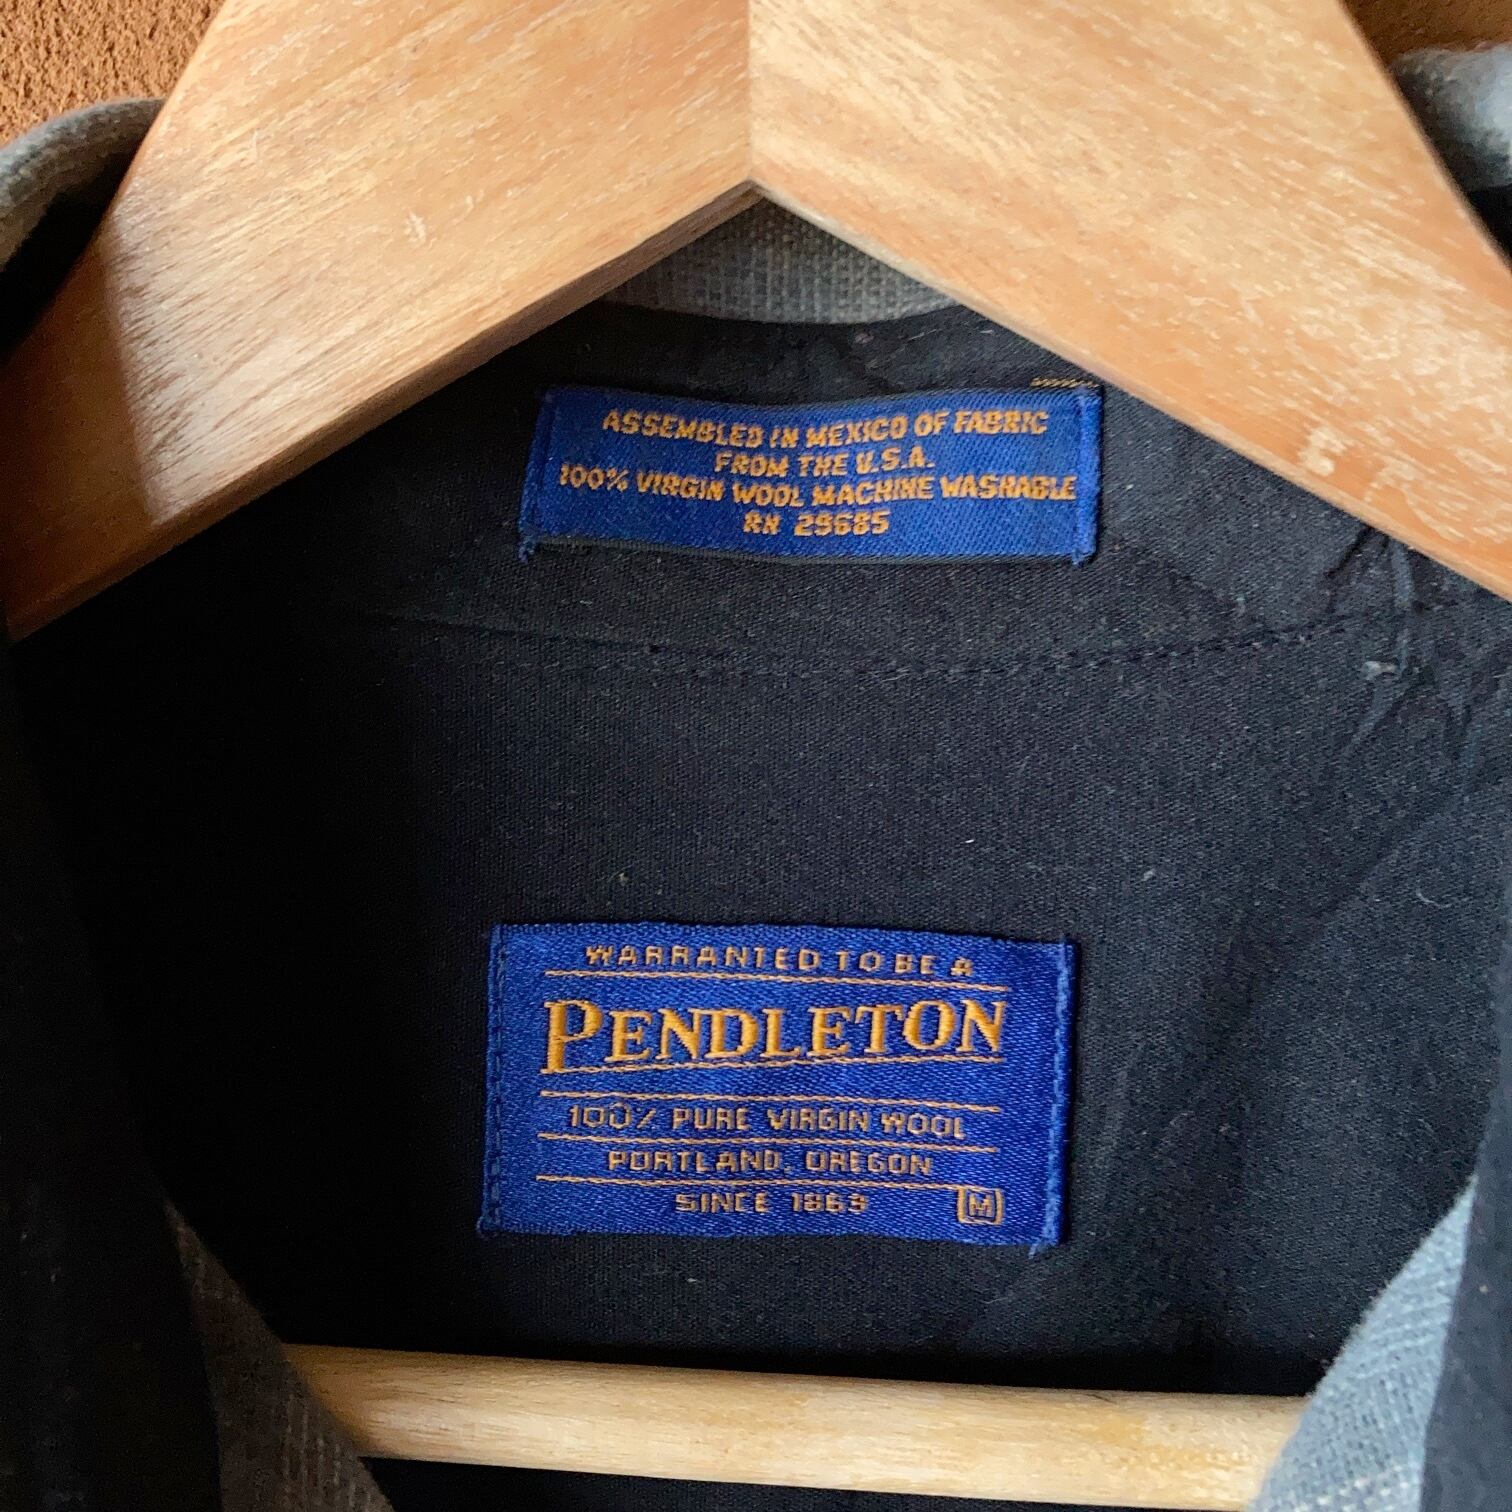 ASSEMBLED IN MEXICO OF FABRIC
FROM THE U.S.A.
100% VIRGIN WOOL MACHINE WASHABLE
RN 29685
WARRANTED TO BE A
PENDLETON
100% PURE VIRGIN WOOL
PORTLAND, OREGON
SINCE 1863 M